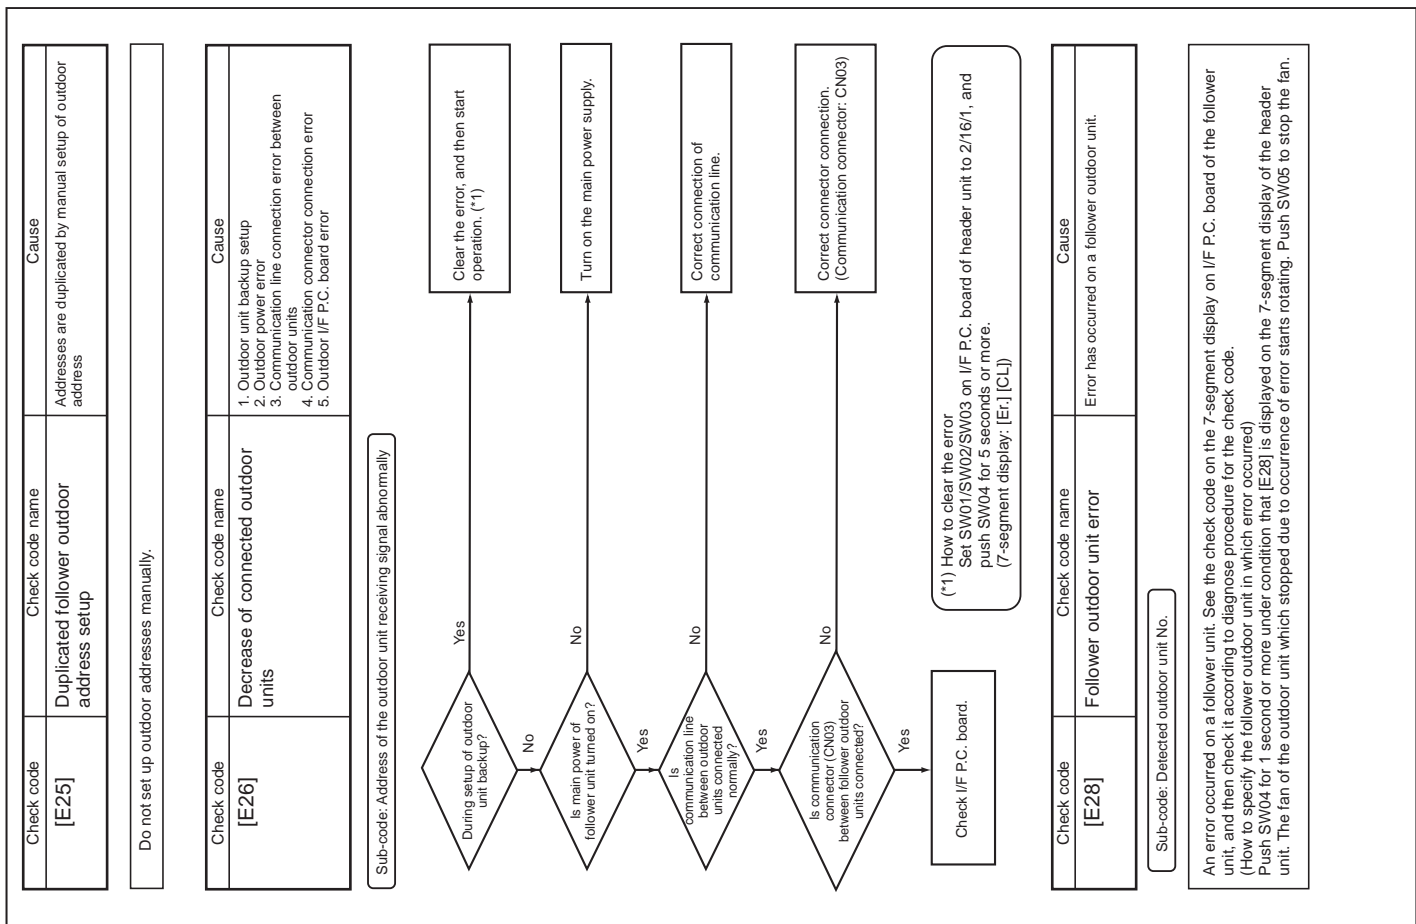 Check code
Check code name
Cause
[E25]
Duplicated follower outdoor
address setup
Addresses are duplicated by manual setup of outdoor
address
Do not set up outdoor addresses manually.
Check code
Check code name
Cause
[E26]
Decrease of connected outdoor
units
1. Outdoor unit backup setup
2. Outdoor power error
3. Communication line connection error between
outdoor units
4. Communication connector connection error
5. Outdoor I/F P.C. board error
Sub-code: Address of the outdoor unit receiving signal abnormally
During setup of outdoor
unit backup?
Yes
Clear the error, and then start
operation. (*1)
No
Is main power of
follower unit turned on?
No
Turn on the main power supply.
Yes
Is
communication line
between outdoor
units connected
normally?
No
Correct connection of
communication line.
Yes
Is communication
connector (CN03)
between follower outdoor
units connected?
No
Correct connector connection.
(Communication connector: CN03)
Yes
Check I/F P.C. board.
(*1) How to clear the error
Set SW01/SW02/SW03 on I/F P.C. board of header unit to 2/16/1, and
push SW04 for 5 seconds or more.
(7-segment display: [Er.] [CL])
Check code
Check code name
Cause
[E28]
Follower outdoor unit error
Error has occurred on a follower outdoor unit.
Sub-code: Detected outdoor unit No.
An error occurred on a follower unit. See the check code on the 7-segment display on I/F P.C. board of the follower
unit, and then check it according to diagnose procedure for the check code.
(How to specify the follower outdoor unit in which error occurred)
Push SW04 for 1 second or more under condition that [E28] is displayed on the 7-segment display of the header
unit. The fan of the outdoor unit which stopped due to occurrence of error starts rotating. Push SW05 to stop the fan.